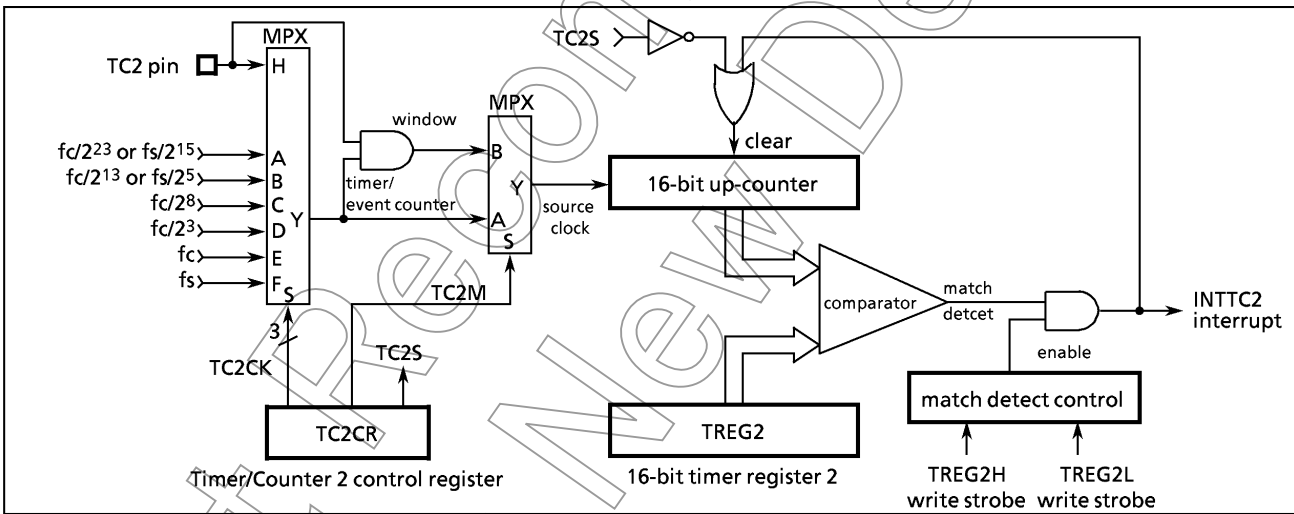 MPX
TC2 pin
H
fc/2²³ or fs/2¹⁵
A
fc/2¹³ or fs/2⁵
B
fc/2⁸
C
fc/2³
D
fc
E
fs
F
Y
S
3
TC2CK
window
timer/
event counter
MPX
B
Y
A
S
source
clock
TC2M
TC2S
TC2CR
Timer/Counter 2 control register
TC2S
clear
16-bit up-counter
comparator
match
detcet
INTTC2
interrupt
enable
match detect control
TREG2H
write strobe
TREG2L
write strobe
TREG2
16-bit timer register 2